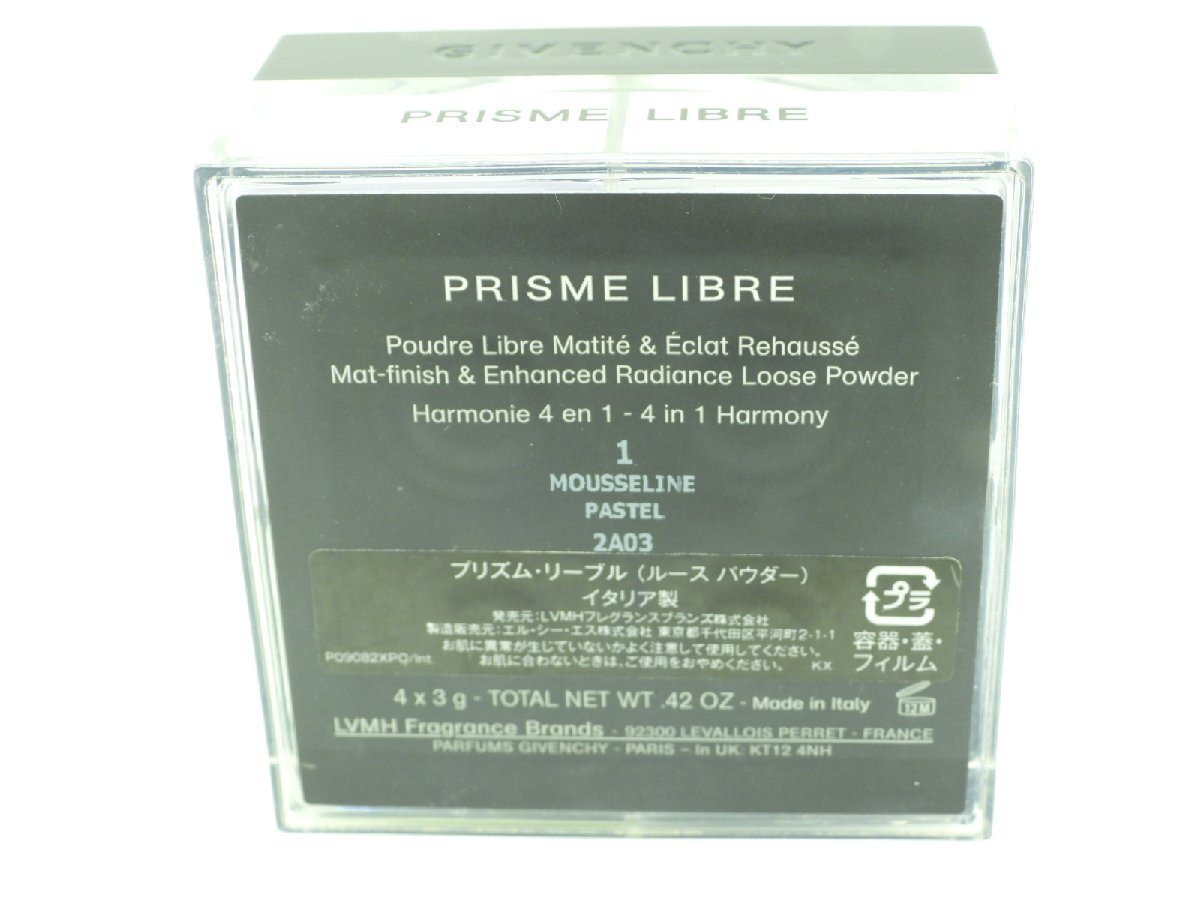 GIVENCHY
PRISME LIBRE
PRISME LIBRE
Poudre Libre Matité & Éclat Rehaussé
Mat-finish & Enhanced Radiance Loose Powder
Harmonie 4 en 1 - 4 in 1 Harmony
1
MOUSSELINE
PASTEL
2A03
プリズム・リーブル（ルース パウダー）
イタリア製
発売元：LVMHフレグランスブランズ株式会社
製造販売元：エル・シー・エス株式会社 東京都千代田区平河町2-1-1
お肌に異常が生じていないかよく注意して使用してください。
P09082XPQ/Int. お肌に合わないときは、ご使用をおやめください。 KX
プラ
容器・蓋・
フィルム
4 x 3 g - TOTAL NET WT .42 OZ - Made in Italy
12M
LVMH Fragrance Brands - 92300 LEVALLOIS PERRET - FRANCE
PARFUMS GIVENCHY - PARIS - In UK: KT12 4NH